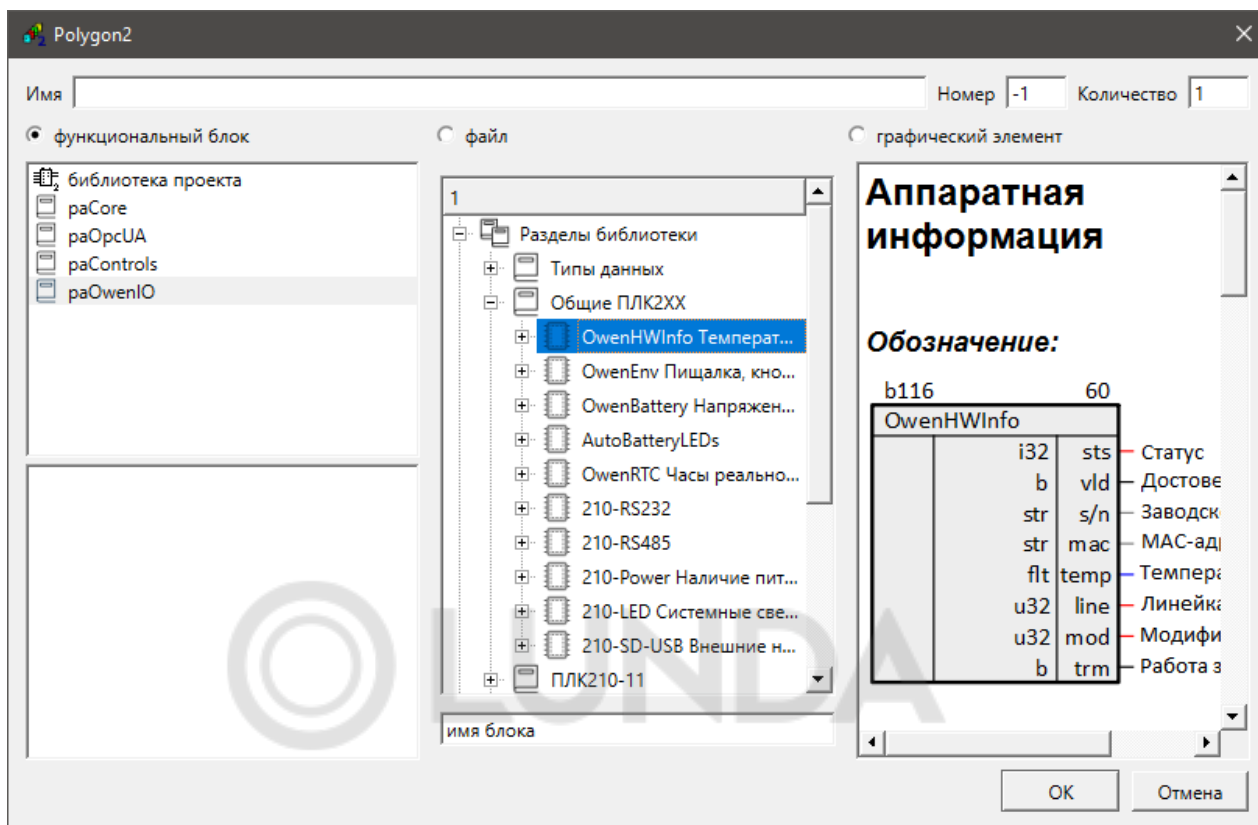 Polygon2
Имя Номер -1 Количество 1
функциональный блок файл графический элемент
библиотека проекта
paCore
paOpcUA
paControls
paOwenIO
1
Разделы библиотеки
Типы данных
Общие ПЛК2XX
OwenHWInfo Температ...
OwenEnv Пищалка, кно...
OwenBattery Напряжен...
AutoBatteryLEDs
OwenRTC Часы реально...
210-RS232
210-RS485
210-Power Наличие пит...
210-LED Системные све...
210-SD-USB Внешние н...
ПЛК210-11
имя блока
Аппаратная
информация
Обозначение:
b116 60
OwenHWInfo
i32 sts Статус
b vld Достове
str s/n Заводск
str mac MAC-ад
flt temp Темпера
u32 line Линейка
u32 mod Модифи
b trm Работа з
LUNDA
OK Отмена